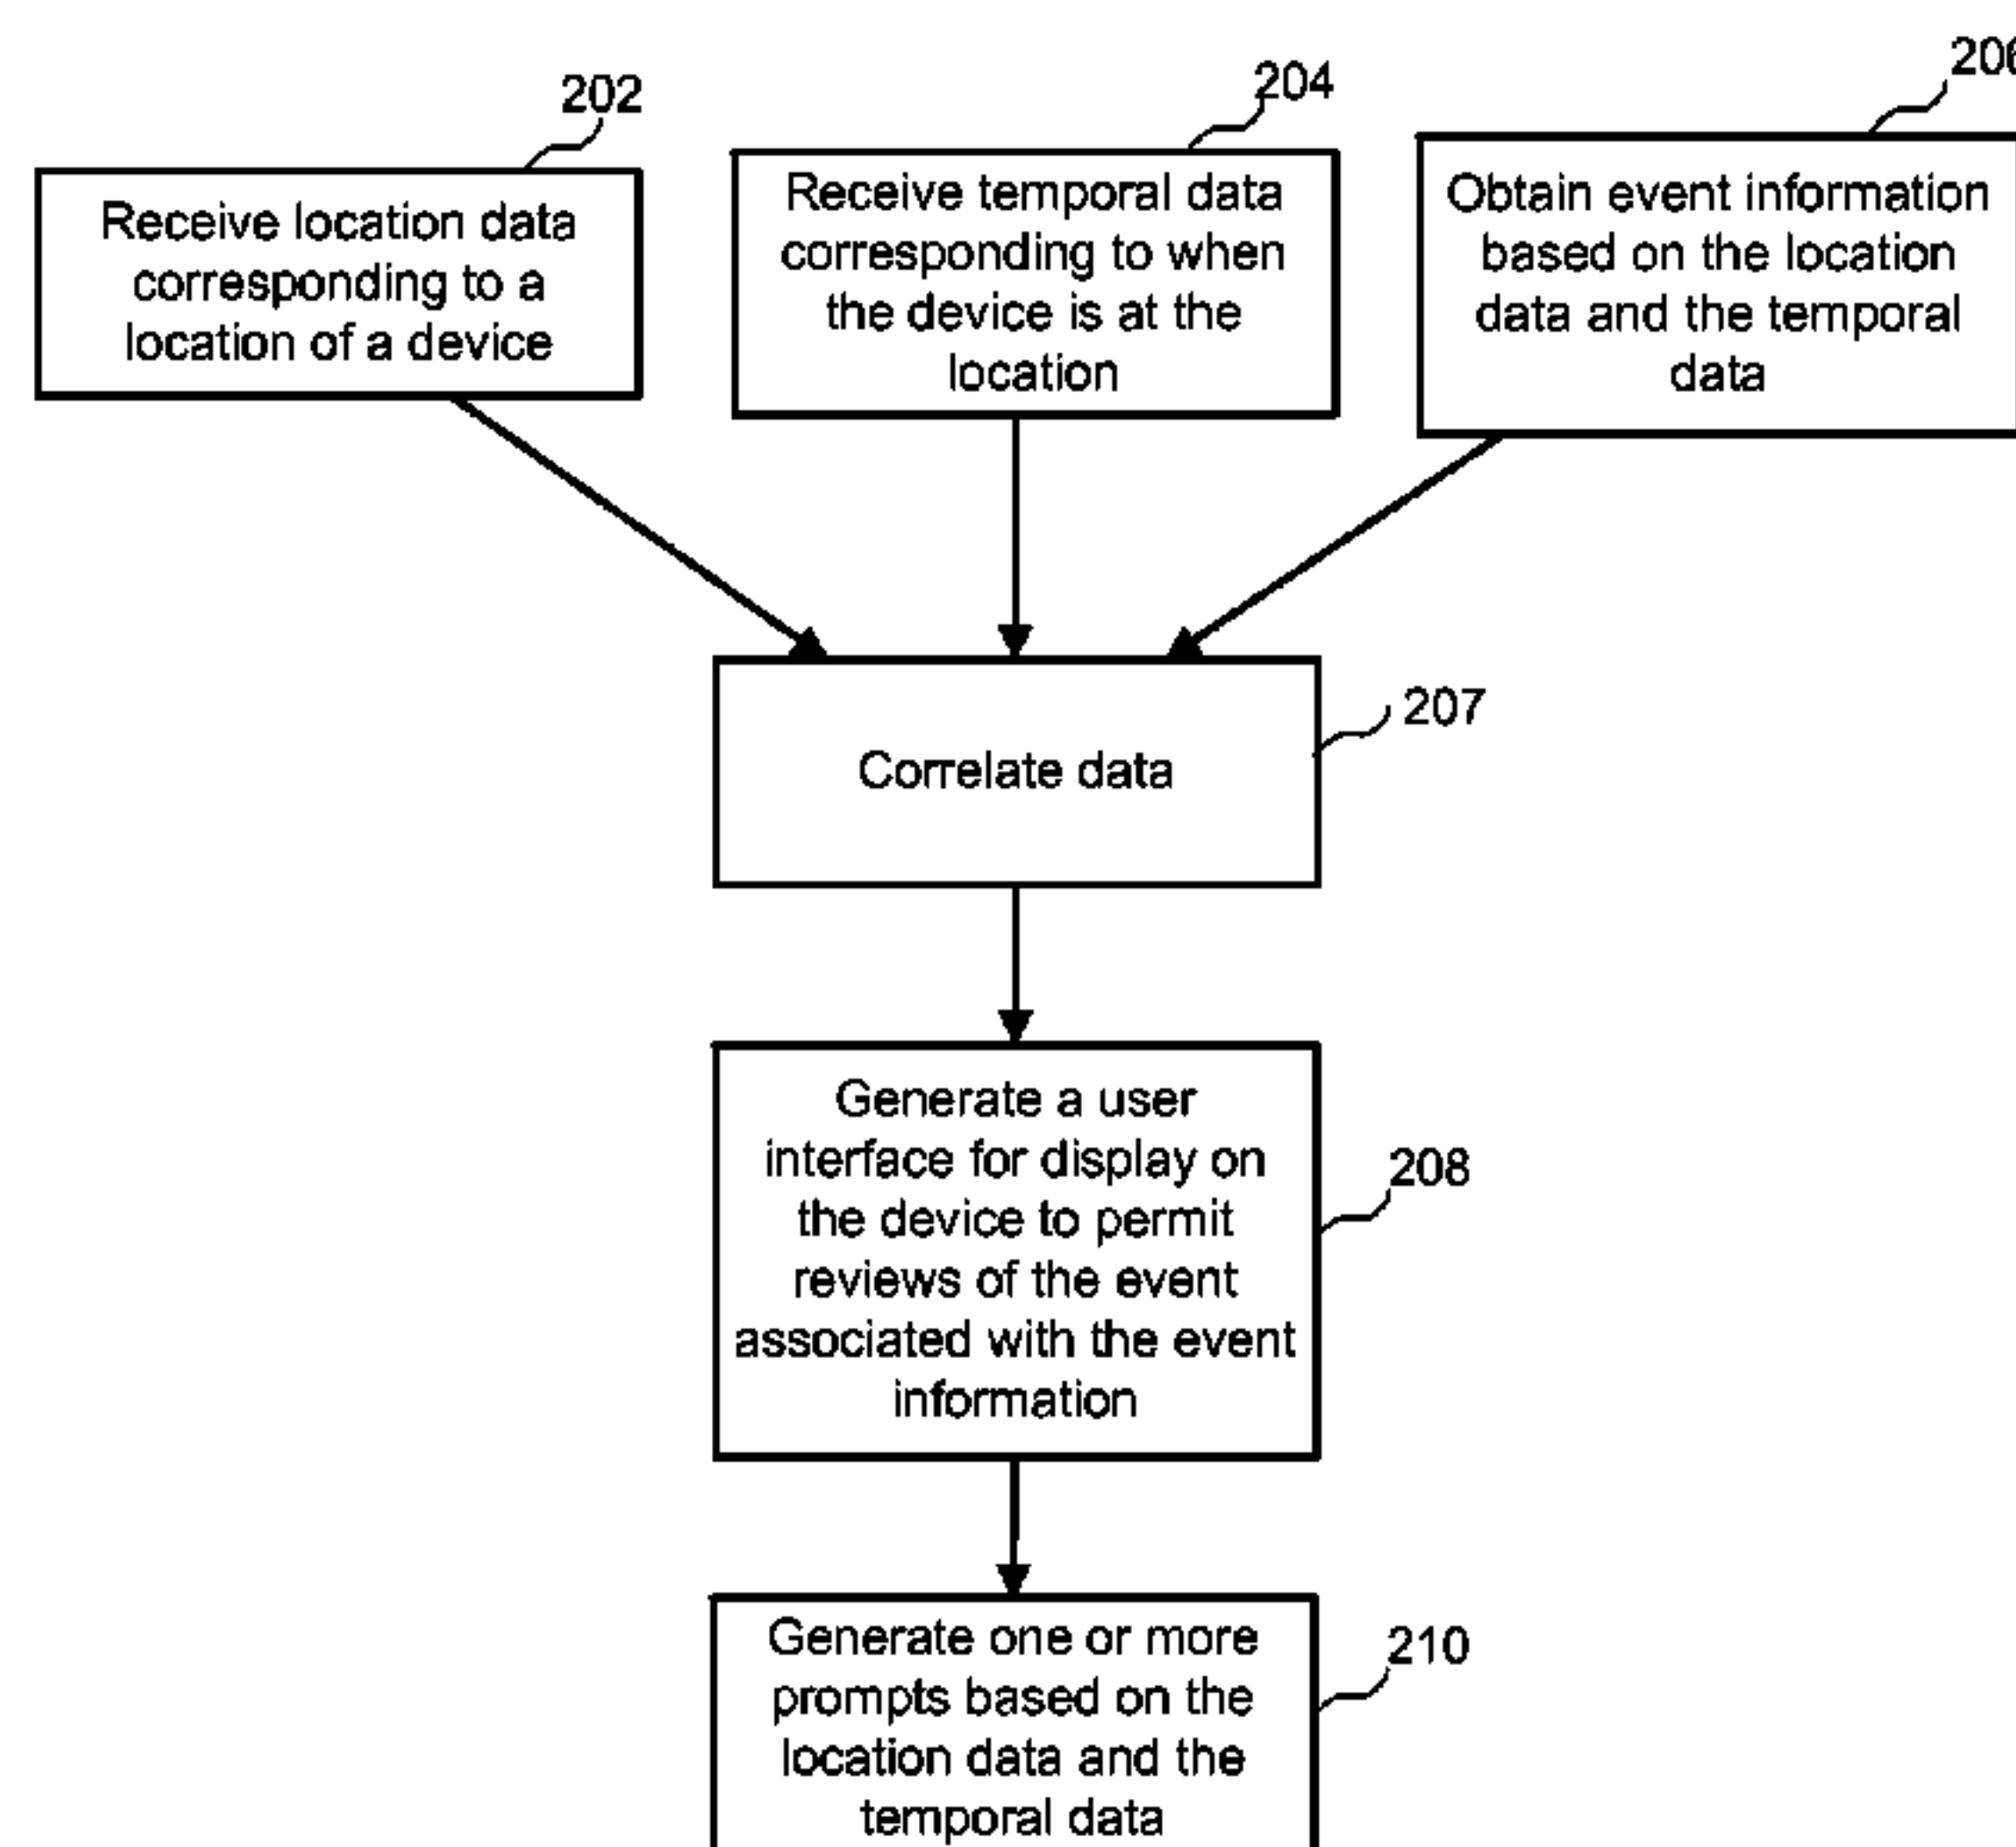 202
Receive location data
corresponding to a
location of a device
204
Receive temporal data
corresponding to when
the device is at the
location
206
Obtain event information
based on the location
data and the temporal
data
Correlate data
207
Generate a user
interface for display on
the device to permit
reviews of the event
associated with the event
information
208
Generate one or more
prompts based on the
location data and the
temporal data
210